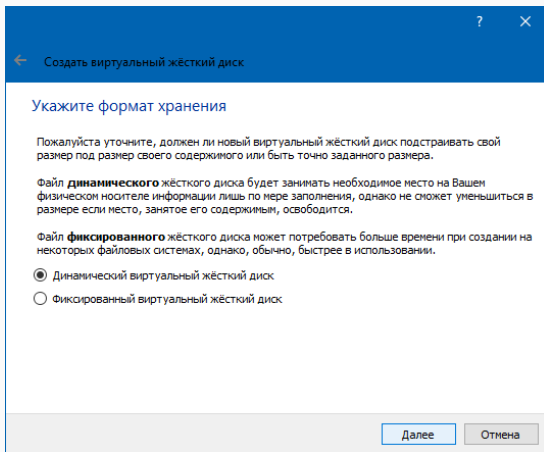 ?
Создать виртуальный жёсткий диск
Укажите формат хранения
Пожалуйста уточните, должен ли новый виртуальный жёсткий диск подстраивать свой
размер под размер своего содержимого или быть точно заданного размера.
Файл динамического жёсткого диска будет занимать необходимое место на Вашем
физическом носителе информации лишь по мере заполнения, однако не сможет уменьшиться в
размере если место, занятое его содержимым, освободится.
Файл фиксированного жёсткого диска может потребовать больше времени при создании на
некоторых файловых системах, однако, обычно, быстрее в использовании.
Динамический виртуальный жёсткий диск
Фиксированный виртуальный жёсткий диск
Далее
Отмена